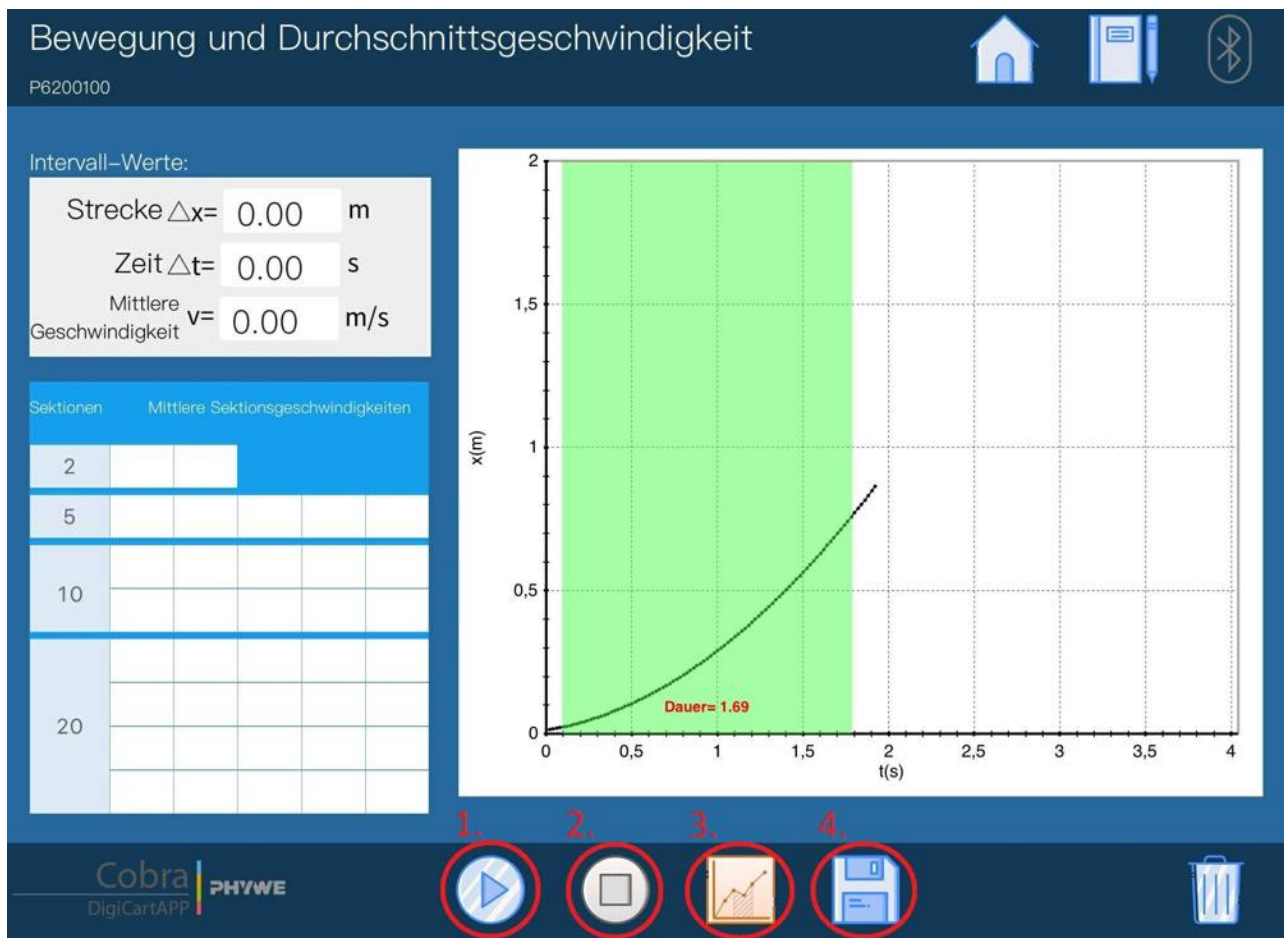 Bewegung und Durchschnittsgeschwindigkeit
P6200100
Intervall-Werte:
Strecke △x= 0.00 m
Zeit △t= 0.00 s
Mittlere Geschwindigkeit v= 0.00 m/s
Sektionen Mittlere Sektionsgeschwindigkeiten
2
5
10
20
2
1,5
1
0,5
0
x(m)
Dauer= 1.69
0 0,5 1 1,5 2 2,5 3 3,5 4
t(s)
1. 2. 3. 4.
Cobra PHYWE
DigiCartAPP